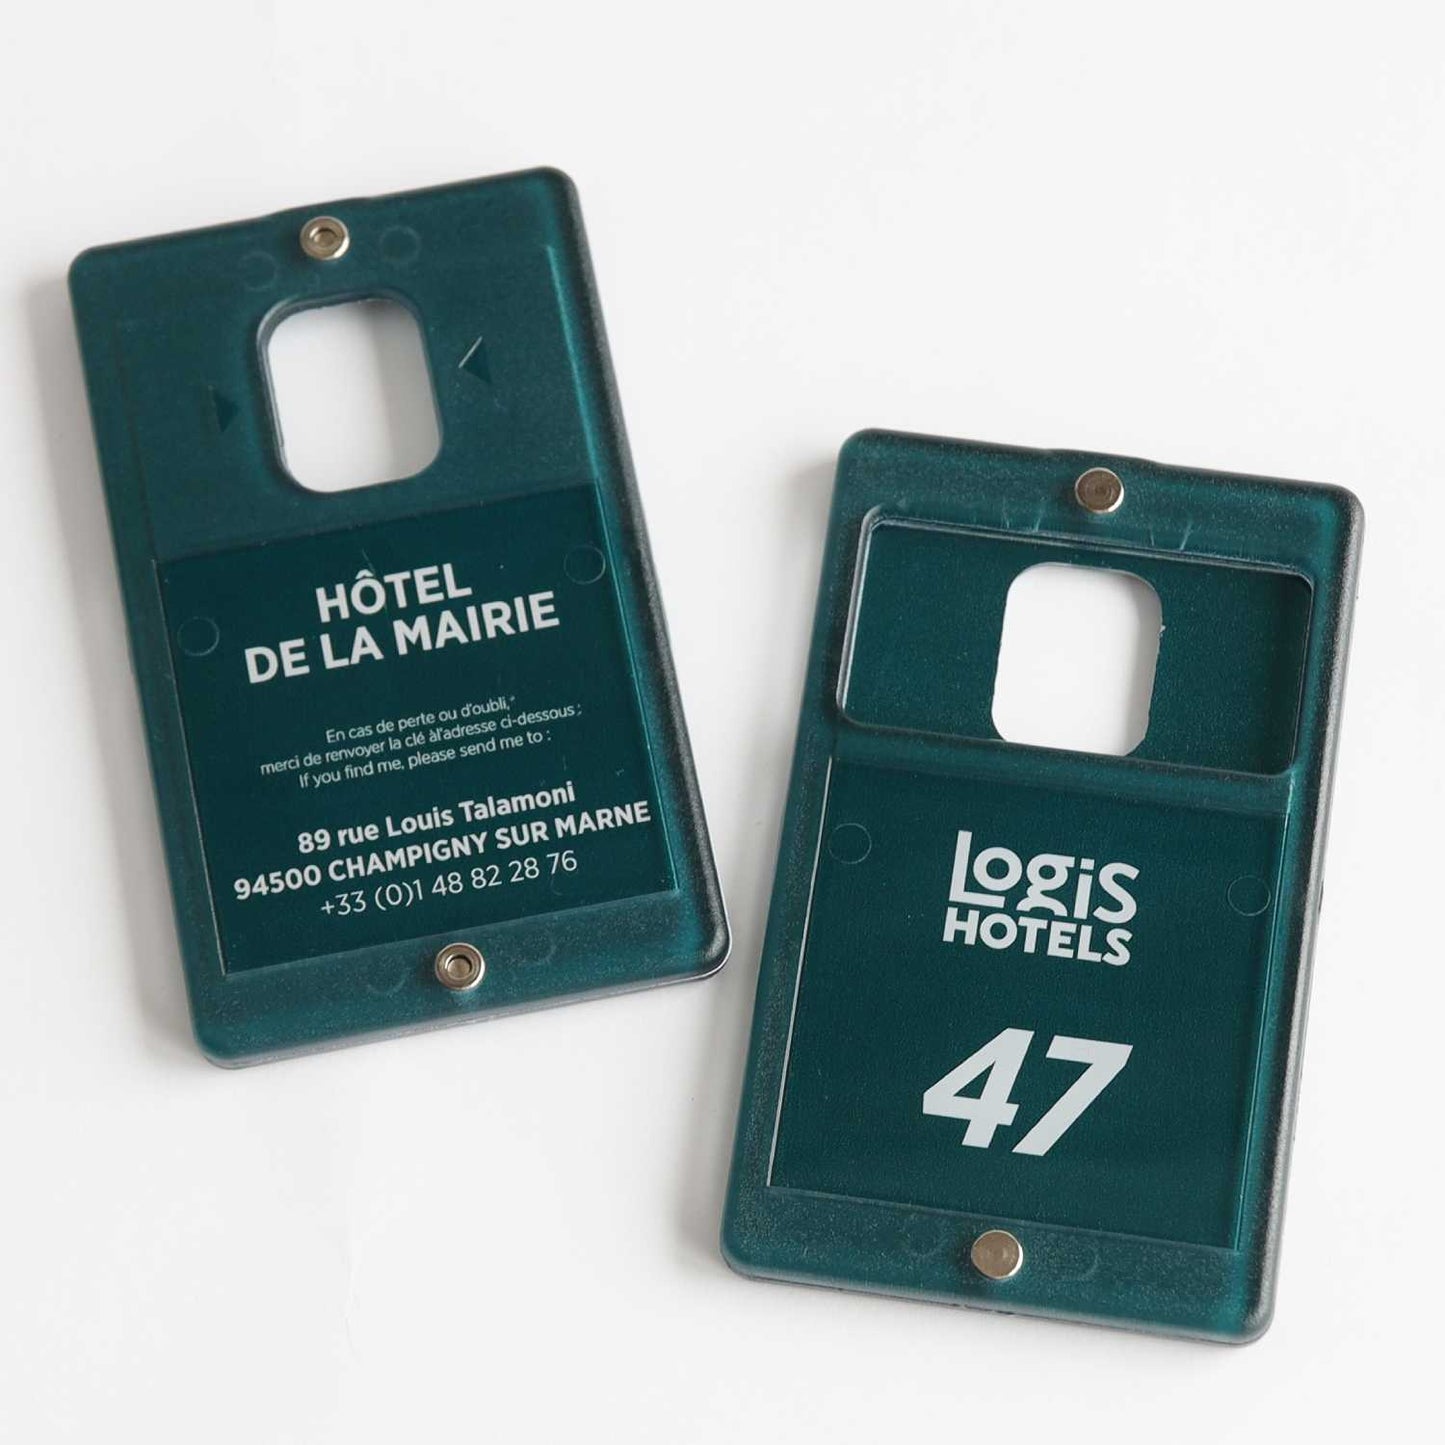 HÔTEL
DE LA MAIRIE
En cas de perte ou d'oubli,
merci de renvoyer la clé àl'adresse ci-dessous ;
If you find me, please send me to :
89 rue Louis Talamoni
94500 CHAMPIGNY SUR MARNE
+33 (0)1 48 82 28 76
LOGIS
HOTELS
47